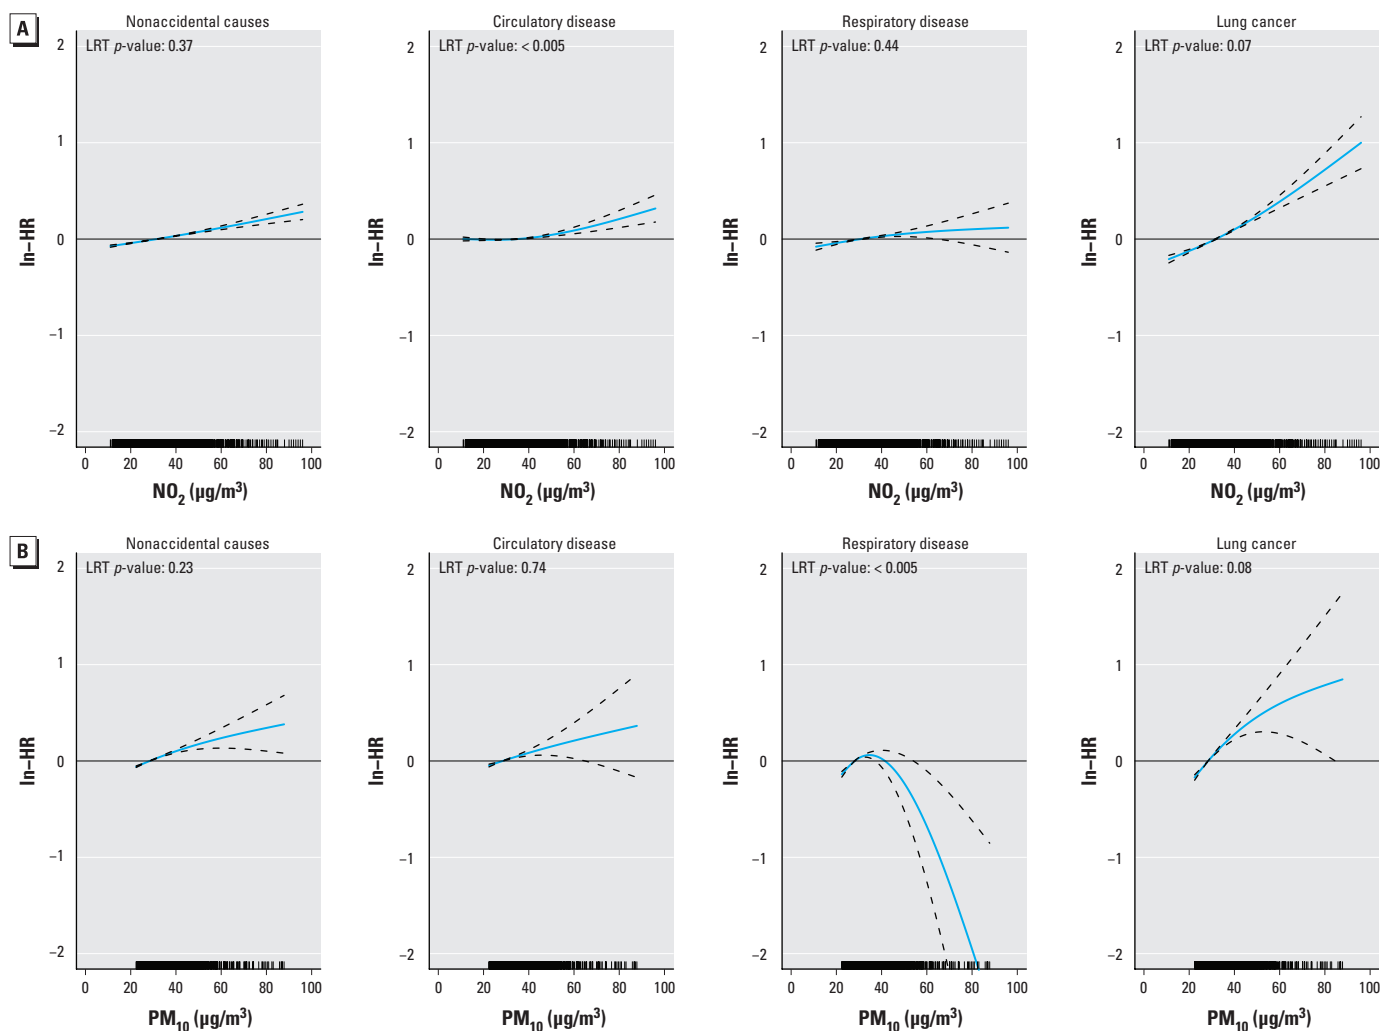 A
Nonaccidental causes
Circulatory disease
Respiratory disease
Lung cancer
LRT p-value: 0.37
LRT p-value: < 0.005
LRT p-value: 0.44
LRT p-value: 0.07
2 2 2 2
1 1 1 1
0 0 0 0
–1 –1 –1 –1
–2 –2 –2 –2
ln–HR ln–HR ln–HR ln–HR
0 20 40 60 80 100
0 20 40 60 80 100
0 20 40 60 80 100
0 20 40 60 80 100
NO2 (µg/m³)
NO2 (µg/m³)
NO2 (µg/m³)
NO2 (µg/m³)
B
Nonaccidental causes
Circulatory disease
Respiratory disease
Lung cancer
LRT p-value: 0.23
LRT p-value: 0.74
LRT p-value: < 0.005
LRT p-value: 0.08
2 2 2 2
1 1 1 1
0 0 0 0
–1 –1 –1 –1
–2 –2 –2 –2
ln–HR ln–HR ln–HR ln–HR
0 20 40 60 80 100
0 20 40 60 80 100
0 20 40 60 80 100
0 20 40 60 80 100
PM10 (µg/m³)
PM10 (µg/m³)
PM10 (µg/m³)
PM10 (µg/m³)